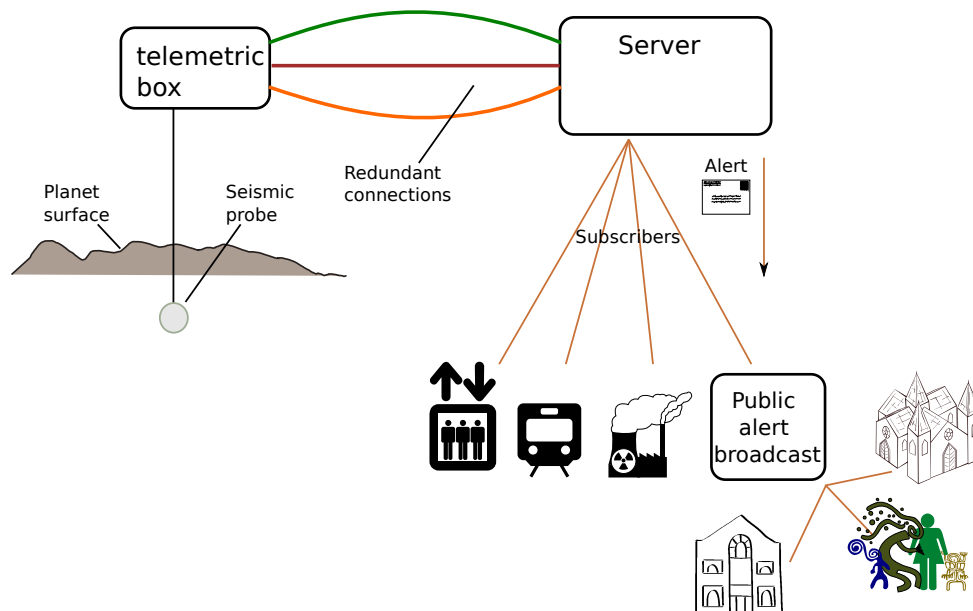 telemetric
box
Server
Redundant
connections
Alert
Planet
surface
Seismic
probe
Subscribers
Public
alert
broadcast